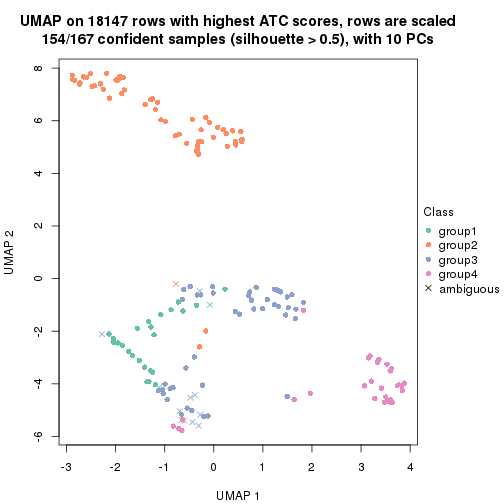 UMAP on 18147 rows with highest ATC scores, rows are scaled
154/167 confident samples (silhouette > 0.5), with 10 PCs
8
6
4
2
0
-2
-4
-6
UMAP 2
-3
-2
-1
0
1
2
3
4
UMAP 1
Class
group1
group2
group3
group4
ambiguous